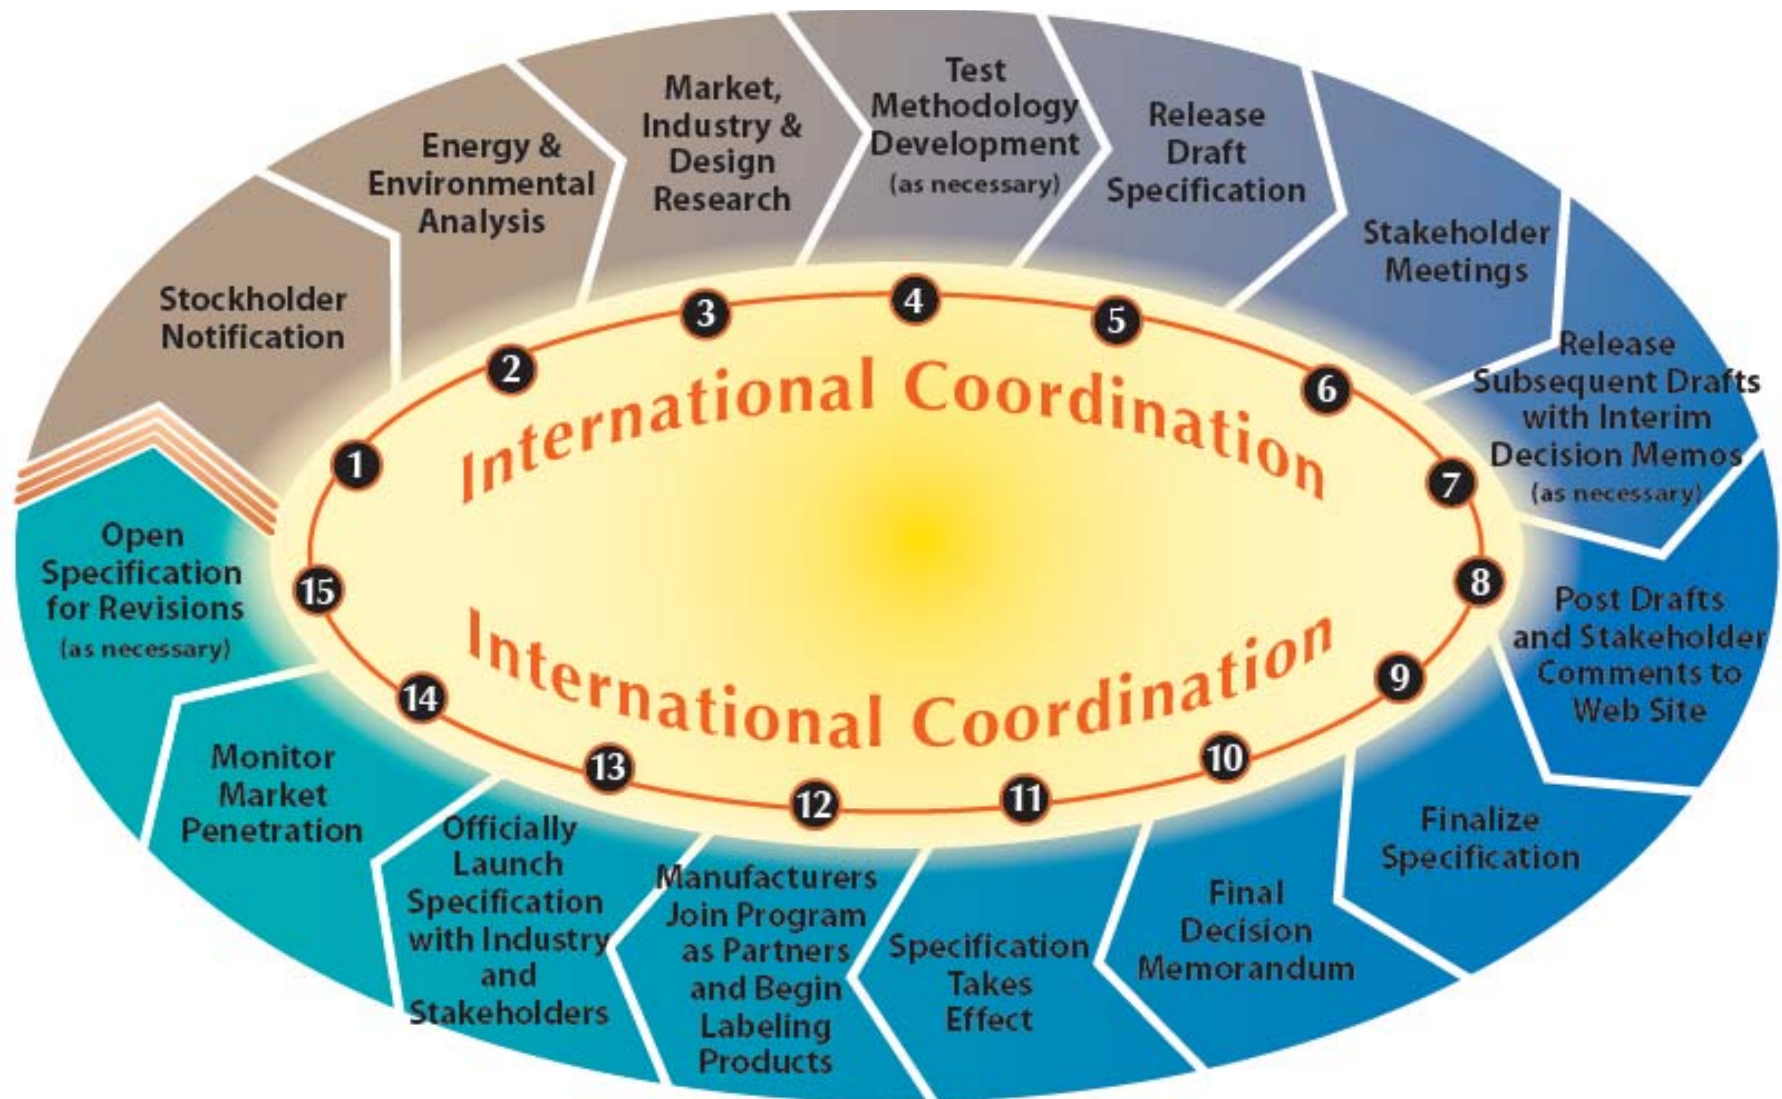 Stockholder
Notification
1
Energy &
Environmental
Analysis
2
Market,
Industry &
Design
Research
3
Test
Methodology
Development
(as necessary)
4
Release
Draft
Specification
5
Stakeholder
Meetings
6
Release
Subsequent Drafts
with Interim
Decision Memos
(as necessary)
7
Post Drafts
and Stakeholder
Comments to
Web Site
8
Finalize
Specification
9
Final
Decision
Memorandum
10
Specification
Takes
Effect
11
Manufacturers
Join Program
as Partners
and Begin
Labeling
Products
12
Officially
Launch
Specification
with Industry
and
Stakeholders
13
Monitor
Market
Penetration
14
Open
Specification
for Revisions
(as necessary)
15
International Coordination
International Coordination